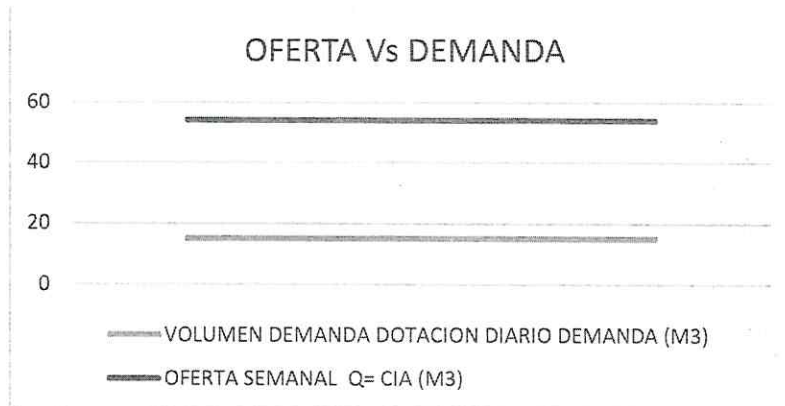 OFERTA Vs DEMANDA
60
40
20
0
VOLUMEN DEMANDA DOTACION DIARIO DEMANDA (M3)
OFERTA SEMANAL Q= CIA (M3)